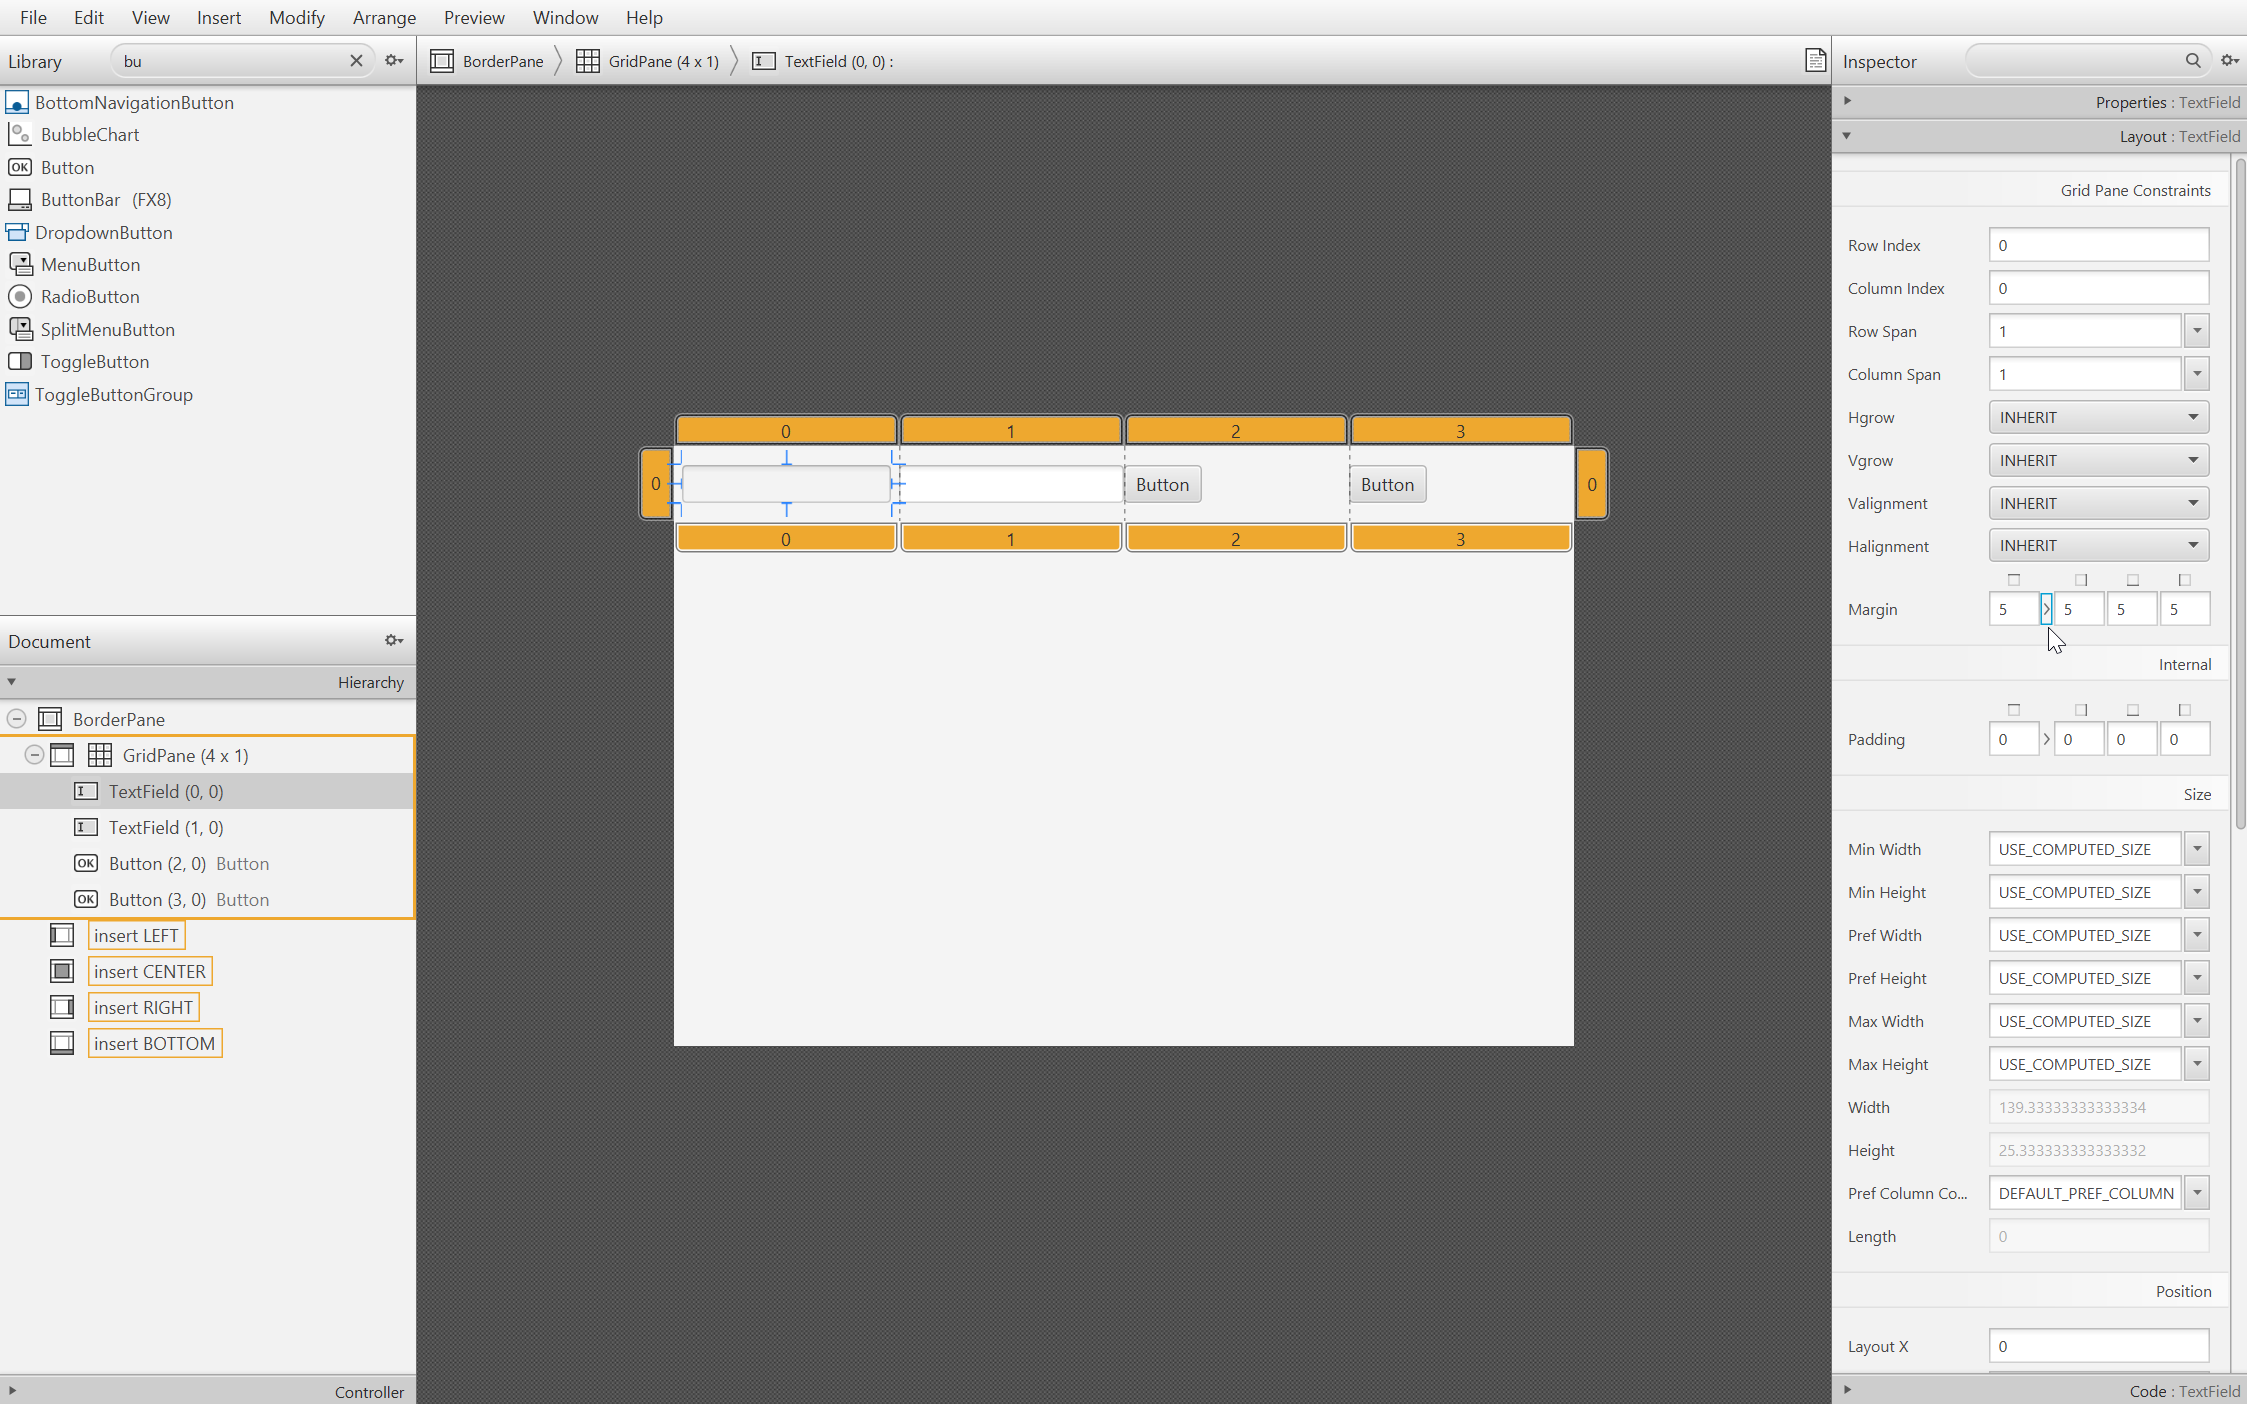 File Edit View Insert Modify Arrange Preview Window Help
Library bu
BottomNavigationButton
BubbleChart
OK Button
ButtonBar (FX8)
DropdownButton
MenuButton
RadioButton
SplitMenuButton
ToggleButton
ToggleButtonGroup
Document
Hierarchy
BorderPane
GridPane (4 x 1)
TextField (0, 0)
TextField (1, 0)
OK Button (2, 0) Button
OK Button (3, 0) Button
insert LEFT
insert CENTER
insert RIGHT
insert BOTTOM
Controller
BorderPane GridPane (4 x 1) TextField (0, 0) :
0 1 2 3
0 Button Button 0
0 1 2 3
Inspector
Properties : TextField
Layout : TextField
Grid Pane Constraints
Row Index 0
Column Index 0
Row Span 1
Column Span 1
Hgrow INHERIT
Vgrow INHERIT
Valignment INHERIT
Halignment INHERIT
Margin 5 > 5 5 5
Internal
Padding 0 > 0 0 0
Size
Min Width USE_COMPUTED_SIZE
Min Height USE_COMPUTED_SIZE
Pref Width USE_COMPUTED_SIZE
Pref Height USE_COMPUTED_SIZE
Max Width USE_COMPUTED_SIZE
Max Height USE_COMPUTED_SIZE
Width 139.33333333333334
Height 25.333333333333332
Pref Column Co... DEFAULT_PREF_COLUMN
Length 0
Position
Layout X 0
Code : TextField